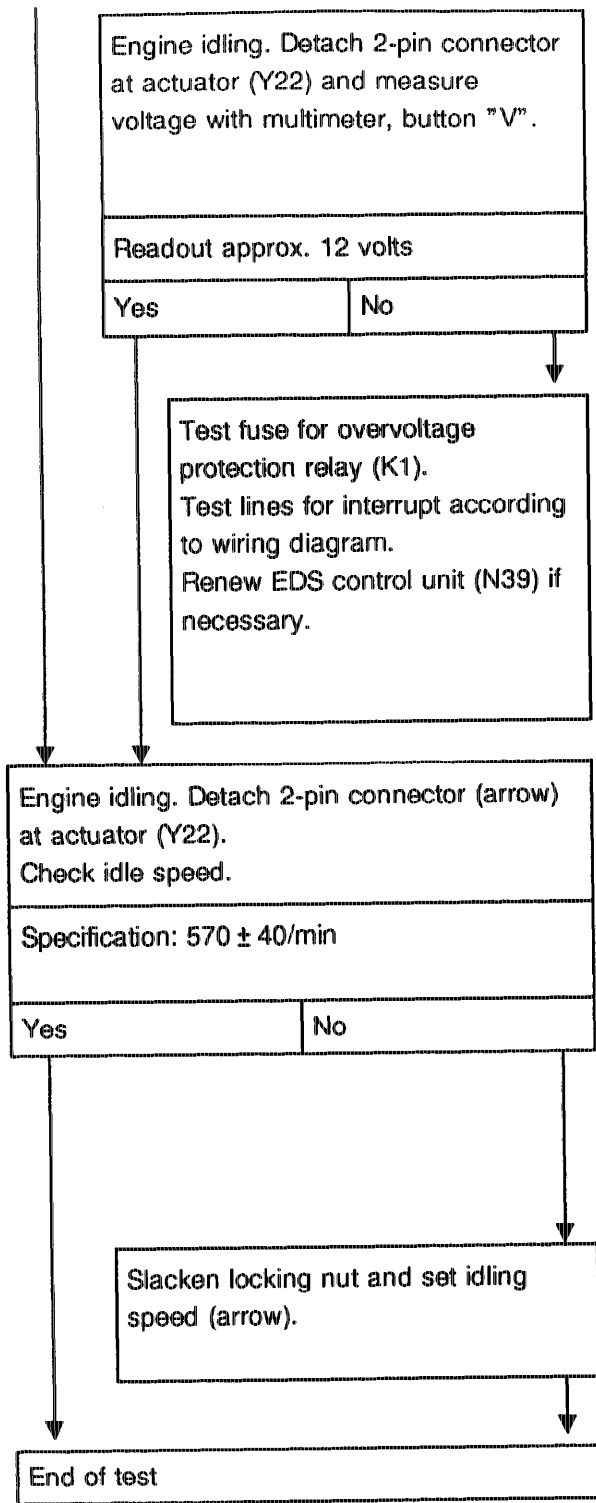 Engine idling. Detach 2-pin connector
at actuator (Y22) and measure
voltage with multimeter, button "V".
Readout approx. 12 volts
Yes
No
Test fuse for overvoltage
protection relay (K1).
Test lines for interrupt according
to wiring diagram.
Renew EDS control unit (N39) if
necessary.
Engine idling. Detach 2-pin connector (arrow)
at actuator (Y22).
Check idle speed.
Specification: 570 ± 40/min
Yes
No
Slacken locking nut and set idling
speed (arrow).
End of test